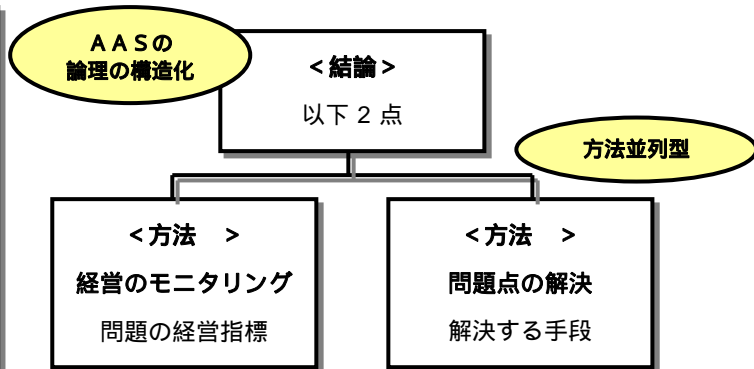 ＡＡＳの
論理の構造化
＜結論＞
以下 2 点
方法並列型
＜方法　＞
経営のモニタリング
問題の経営指標
＜方法　＞
問題点の解決
解決する手段